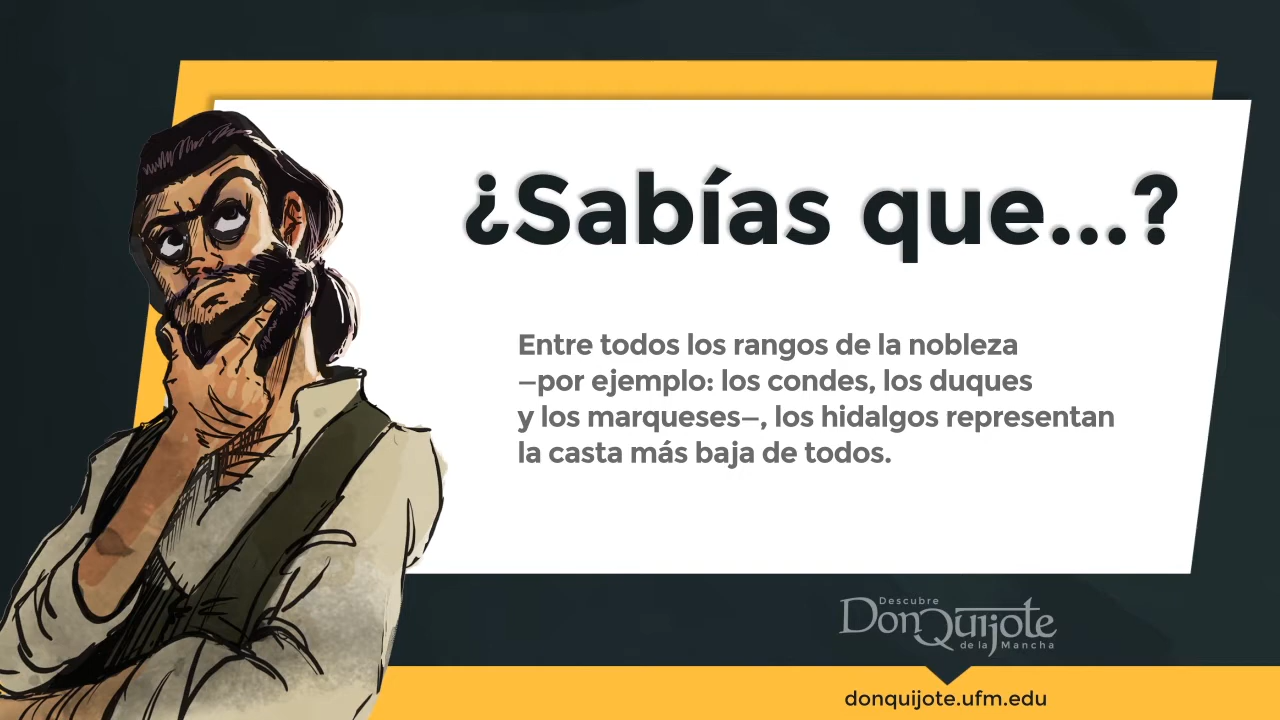 ¿Sabías que...?
Entre todos los rangos de la nobleza
—por ejemplo: los condes, los duques
y los marqueses—, los hidalgos representan
la casta más baja de todos.
Descubre
DonQuijote
de la Mancha
donquijote.ufm.edu